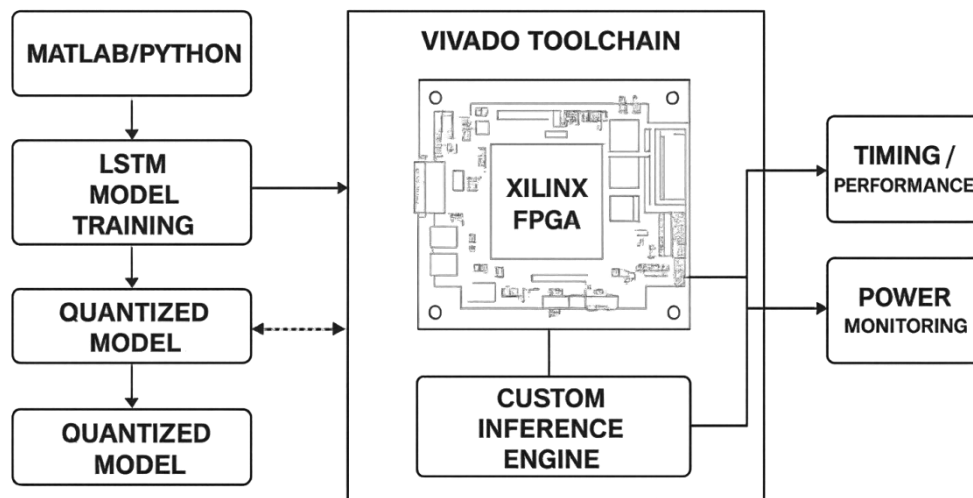 MATLAB/PYTHON
LSTM
MODEL
TRAINING
QUANTIZED
MODEL
QUANTIZED
MODEL
VIVADO TOOLCHAIN
XILINX
FPGA
CUSTOM
INFERENCE
ENGINE
TIMING /
PERFORMANCE
POWER
MONITORING